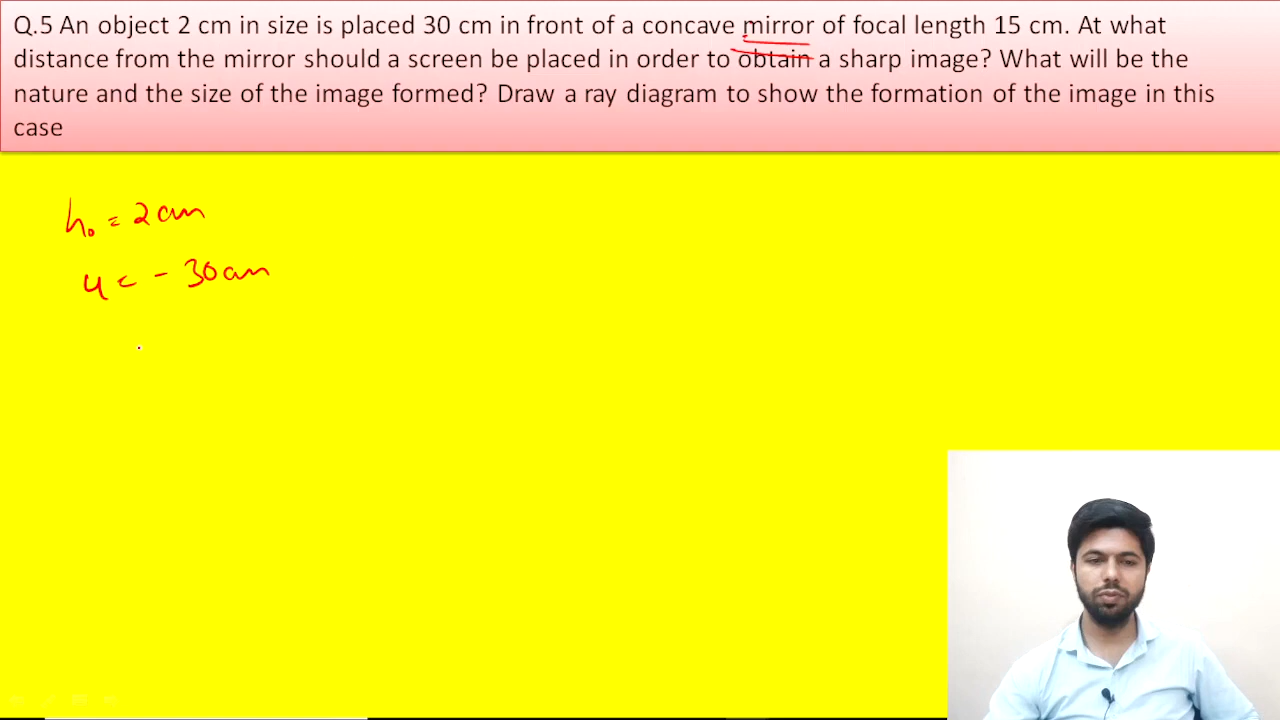 Q.5 An object 2 cm in size is placed 30 cm in front of a concave mirror of focal length 15 cm. At what
distance from the mirror should a screen be placed in order to obtain a sharp image? What will be the
nature and the size of the image formed? Draw a ray diagram to show the formation of the image in this
case
h₀ = 2 cm
u = - 30 cm